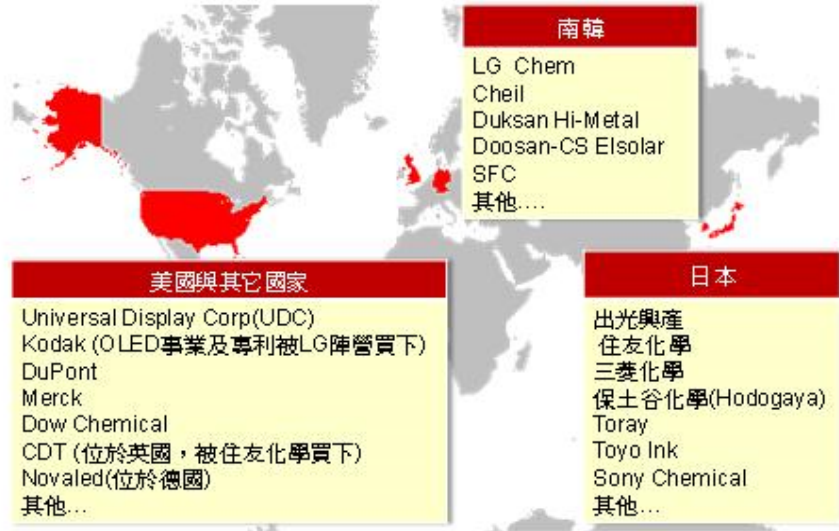 南韓
LG Chem
Cheil
Duksan Hi-Metal
Doosan-CS Elsolar
SFC
其他....
美國與其它國家
Universal Display Corp(UDC)
Kodak (OLED事業及專利被LG陣營買下)
DuPont
Merck
Dow Chemical
CDT (位於英國，被住友化學買下)
Novaled(位於德國)
其他...
日本
出光興產
住友化學
三菱化學
保土谷化學(Hodogaya)
Toray
Toyo Ink
Sony Chemical
其他...